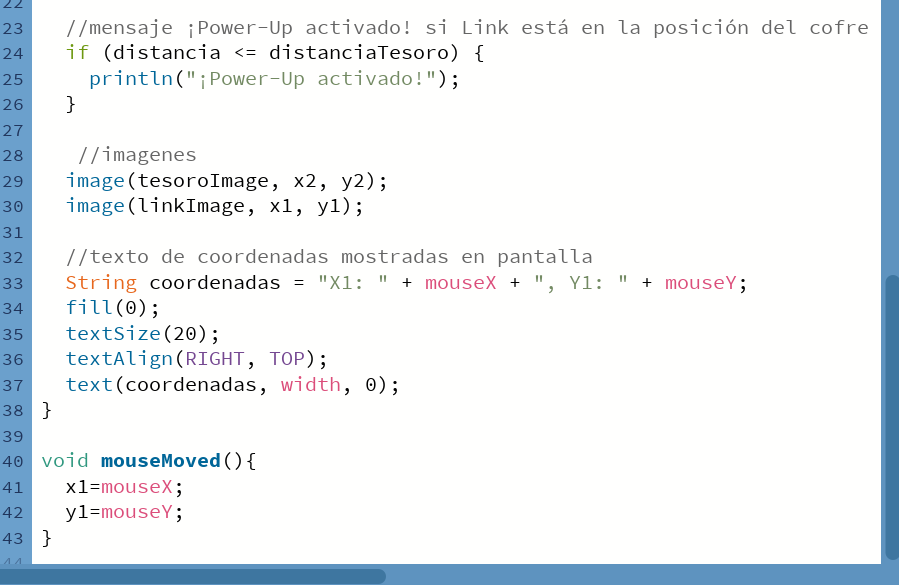 22
23 //mensaje ¡Power-Up activado! si Link está en la posición del cofre
24 if (distancia <= distanciaTesoro) {
25 println("¡Power-Up activado!");
26 }
27
28 //imagenes
29 image(tesoroImage, x2, y2);
30 image(linkImage, x1, y1);
31
32 //texto de coordenadas mostradas en pantalla
33 String coordenadas = "X1: " + mouseX + ", Y1: " + mouseY;
34 fill(0);
35 textSize(20);
36 textAlign(RIGHT, TOP);
37 text(coordenadas, width, 0);
38 }
39
40 void mouseMoved(){
41 x1=mouseX;
42 y1=mouseY;
43 }
44